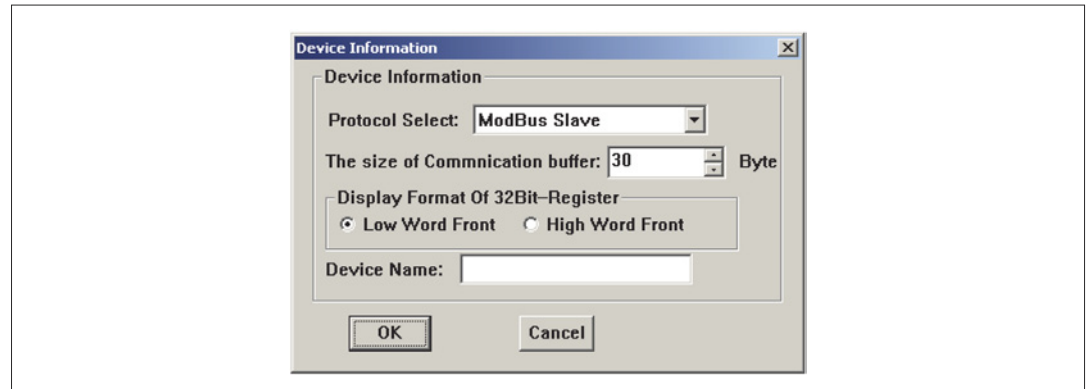 Device Information
Device Information
Protocol Select: ModBus Slave
The size of Commnication buffer: 30 Byte
Display Format Of 32Bit-Register
Low Word Front High Word Front
Device Name:
OK Cancel